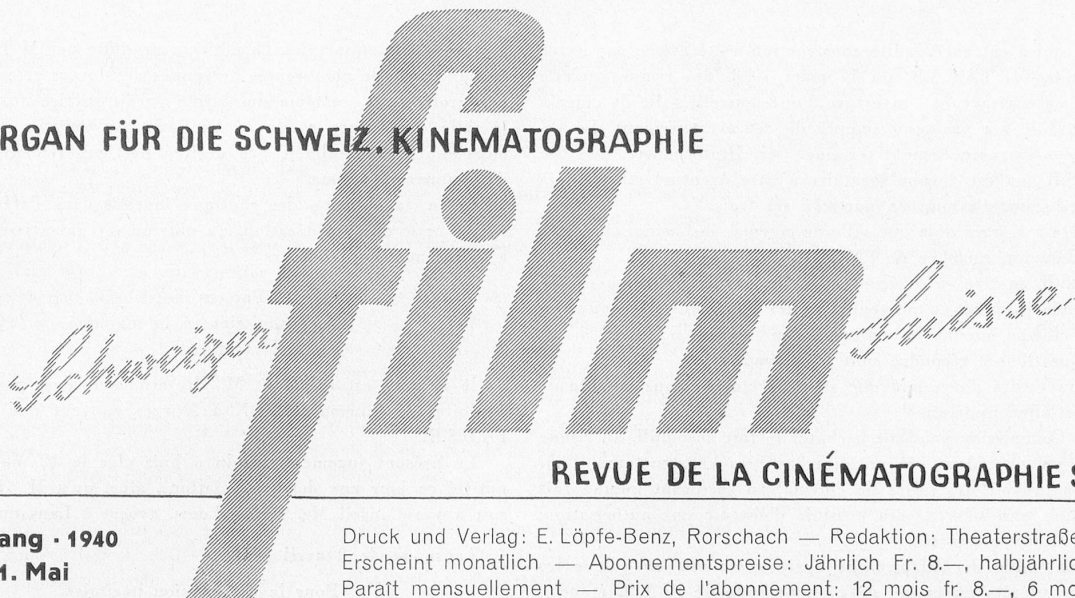 RGAN FÜR DIE SCHWEIZ. KINEMATOGRAPHIE
Schweizer film Suisse
REVUE DE LA CINÉMATOGRAPHIE S
ang · 1940
1. Mai
Druck und Verlag: E. Löpfe-Benz, Rorschach — Redaktion: Theaterstraße
Erscheint monatlich — Abonnementspreise: Jährlich Fr. 8.—, halbjährlic
Paraît mensuellement — Prix de l'abonnement: 12 mois fr. 8.—, 6 mo